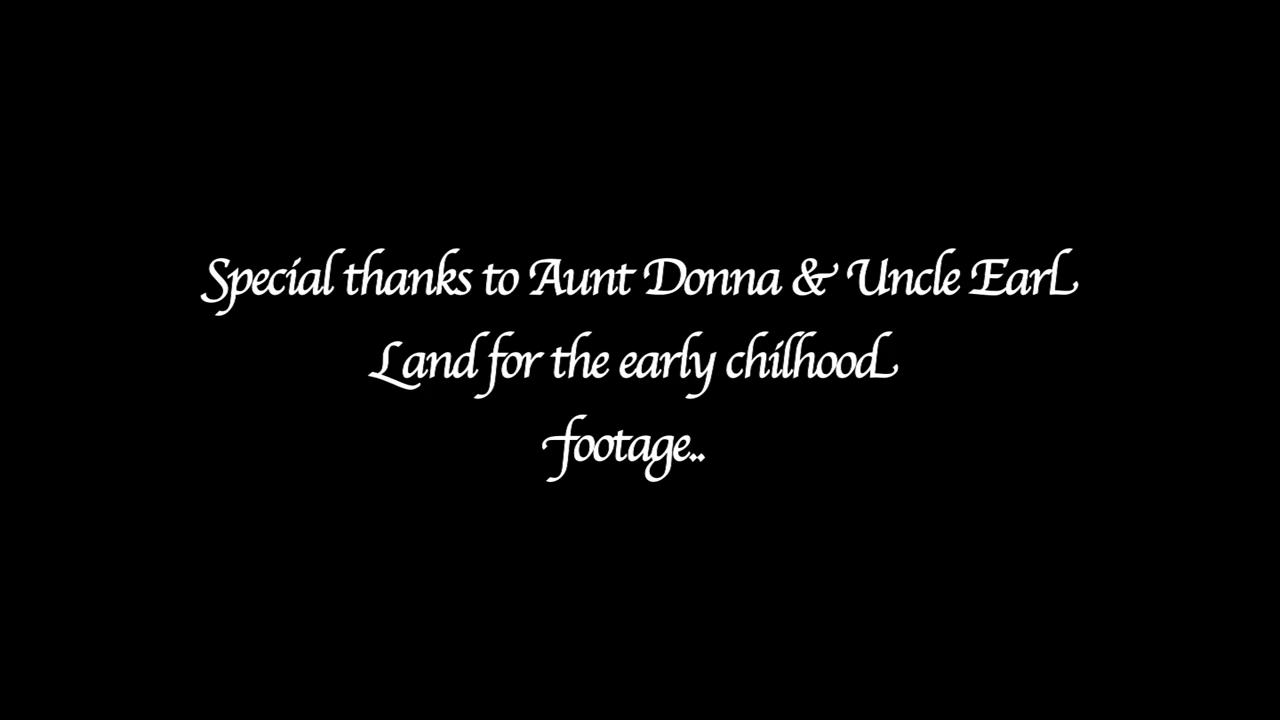 Special thanks to Aunt Donna & Uncle Earl
Land for the early chilhood
footage..